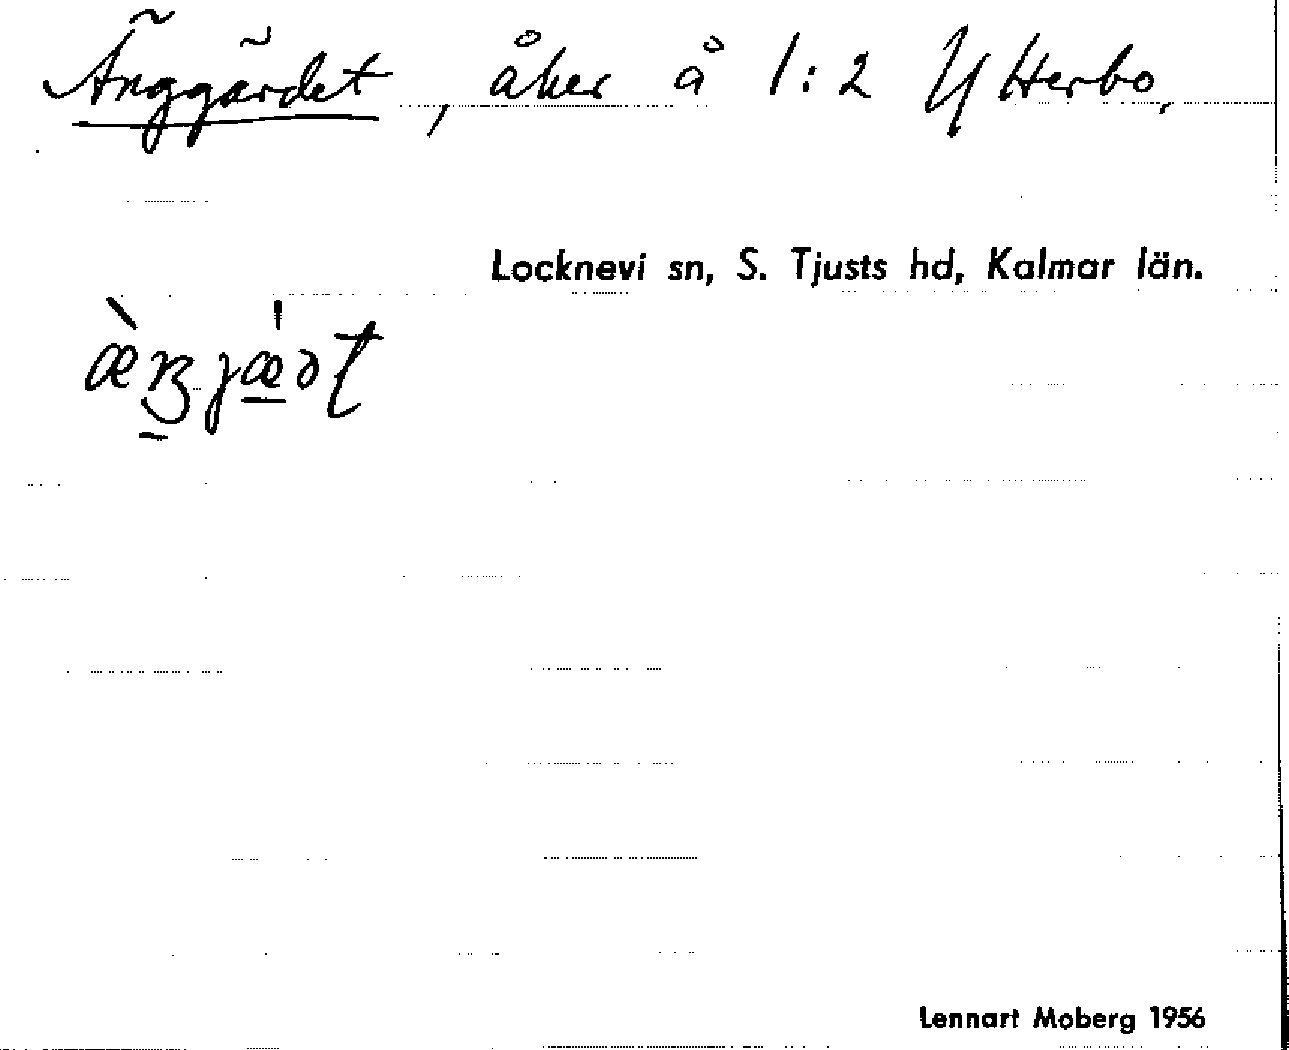 Änggärdet, åker å 1:2 Ytterbo.
Locknevi sn, S. Tjusts hd, Kalmar län.
Lennart Moberg 1956